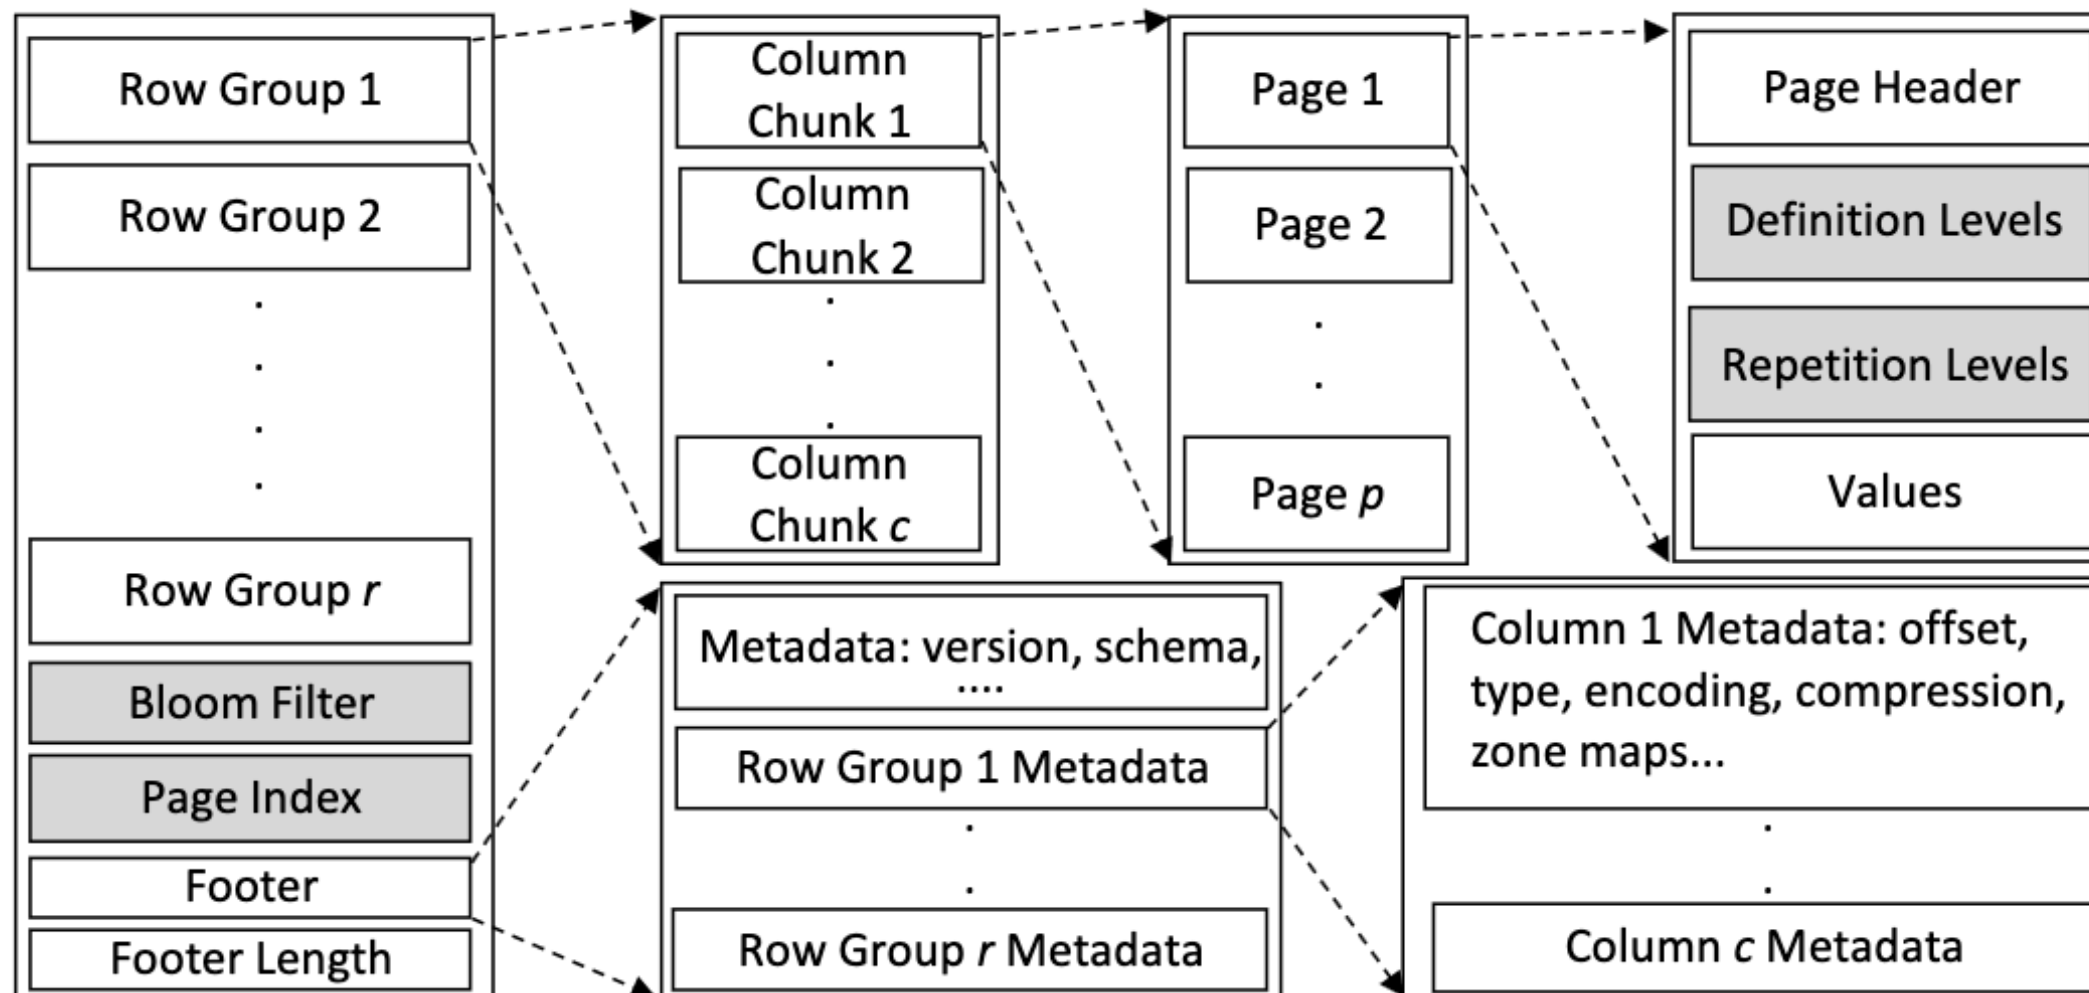 Row Group 1
Row Group 2
.
.
.
.
Row Group r
Bloom Filter
Page Index
Footer
Footer Length
Column
Chunk 1
Column
Chunk 2
.
.
.
Column
Chunk c
Page 1
Page 2
.
.
Page p
Page Header
Definition Levels
Repetition Levels
Values
Metadata: version, schema,
....
Row Group 1 Metadata
.
.
Row Group r Metadata
Column 1 Metadata: offset,
type, encoding, compression,
zone maps...
.
.
Column c Metadata